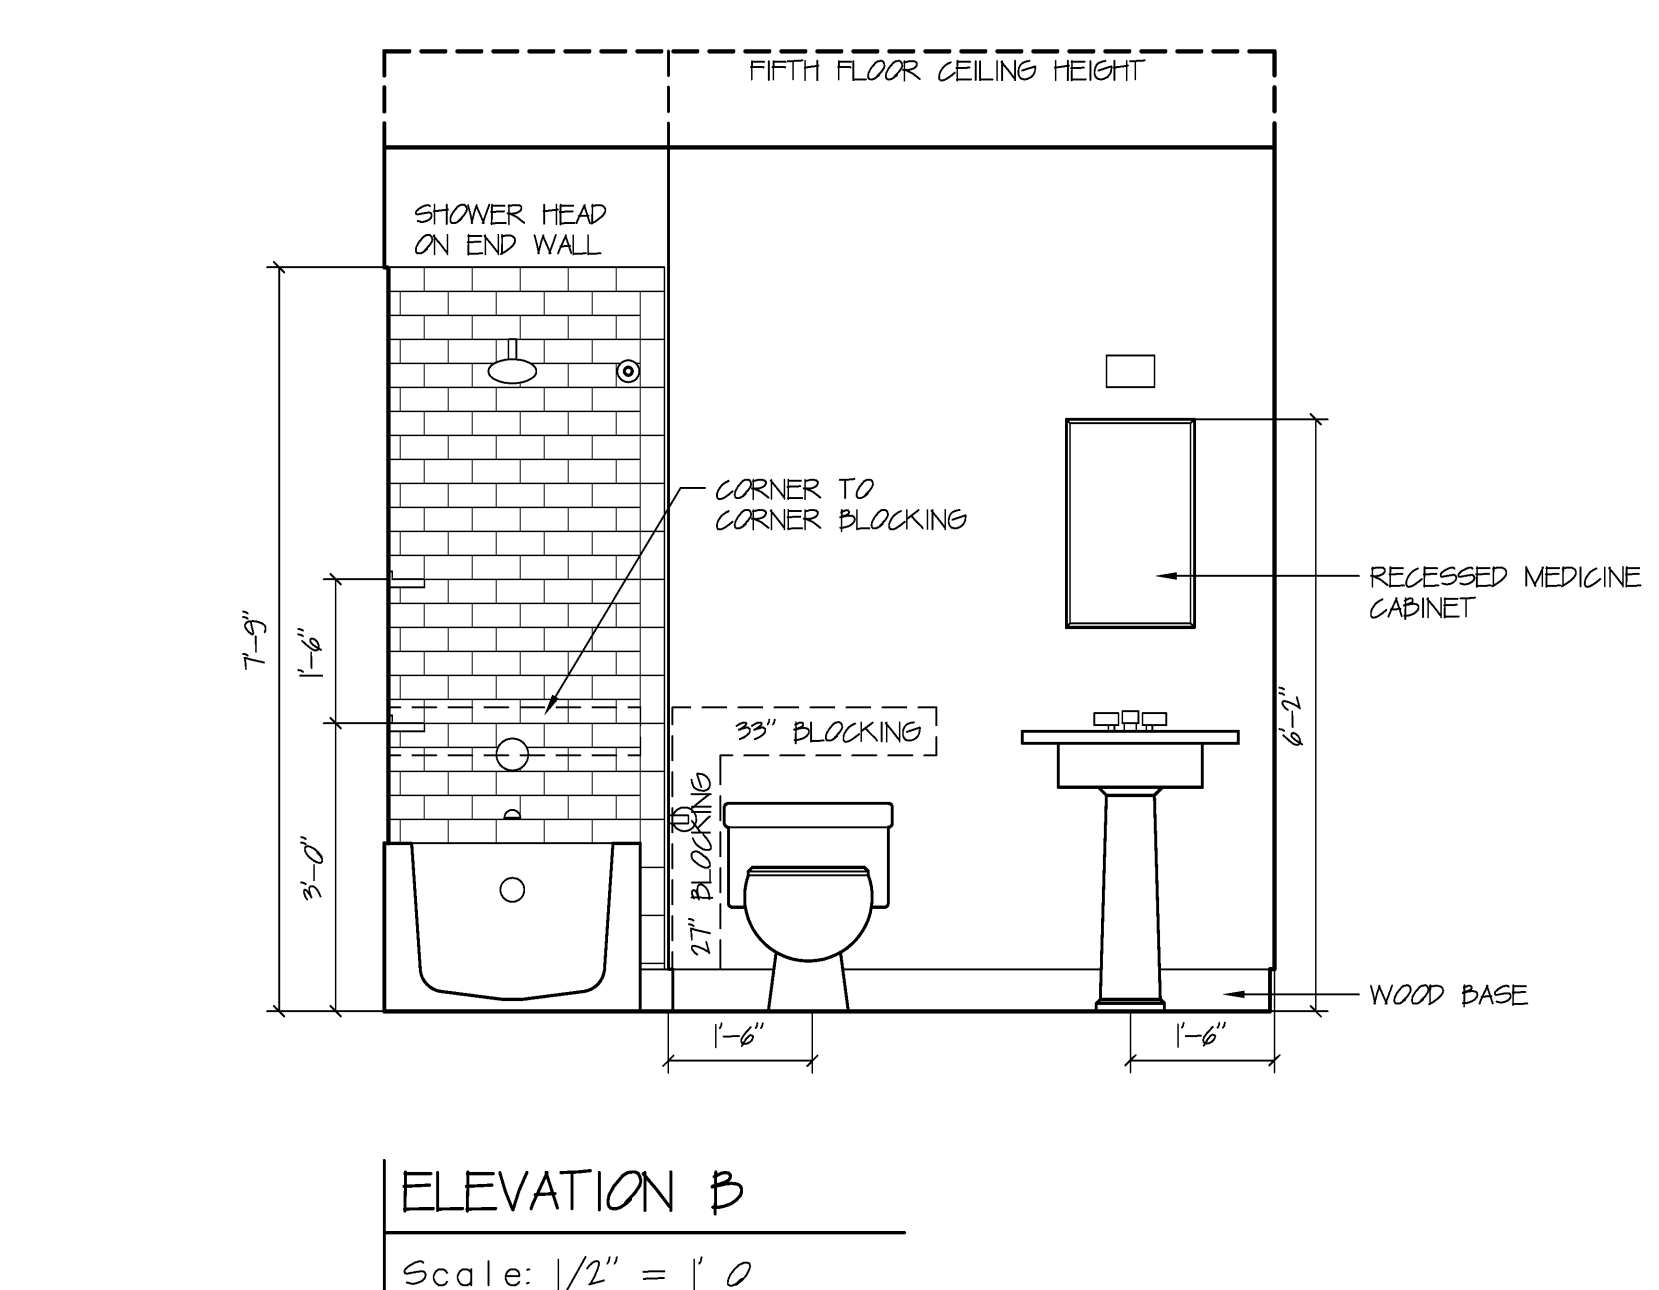 FIFTH FLOOR CEILING HEIGHT
SHOWER HEAD
ON END WALL
CORNER TO
CORNER BLOCKING
RECESSED MEDICINE
CABINET
7'-9"
1'-6"
3'-0"
33" BLOCKING
27" BLOCKING
6'-2"
WOOD BASE
1'-6"
1'-6"
ELEVATION B
Scale: 1/2" = 1' 0